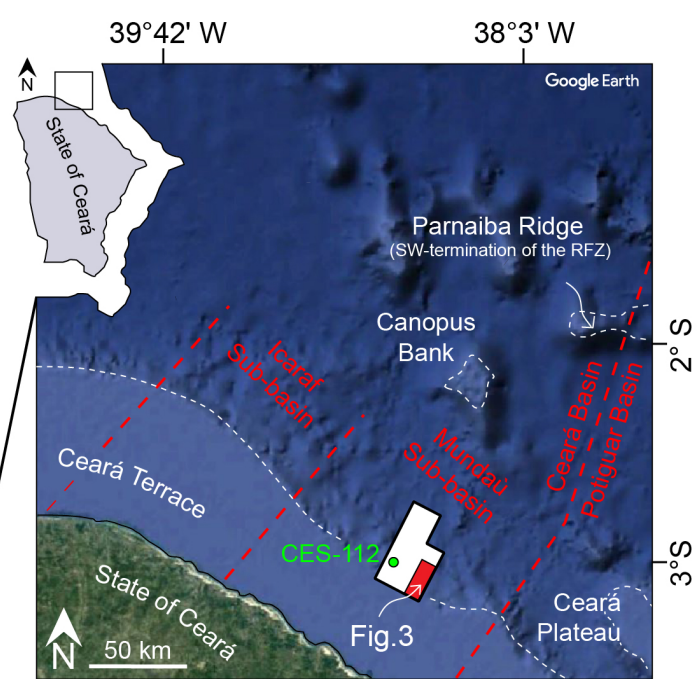 39°42' W
38°3' W
N
Google Earth
State of Ceará
Parnaiba Ridge
(SW-termination of the RFZ)
Canopus
Bank
2°S
Icaraí
Sub-basin
Ceará Basin
Potiguar Basin
Mundaú
Sub-basin
Ceará Terrace
CES-112
3°S
State of Ceará
Ceará
Plateau
Fig.3
N
50 km